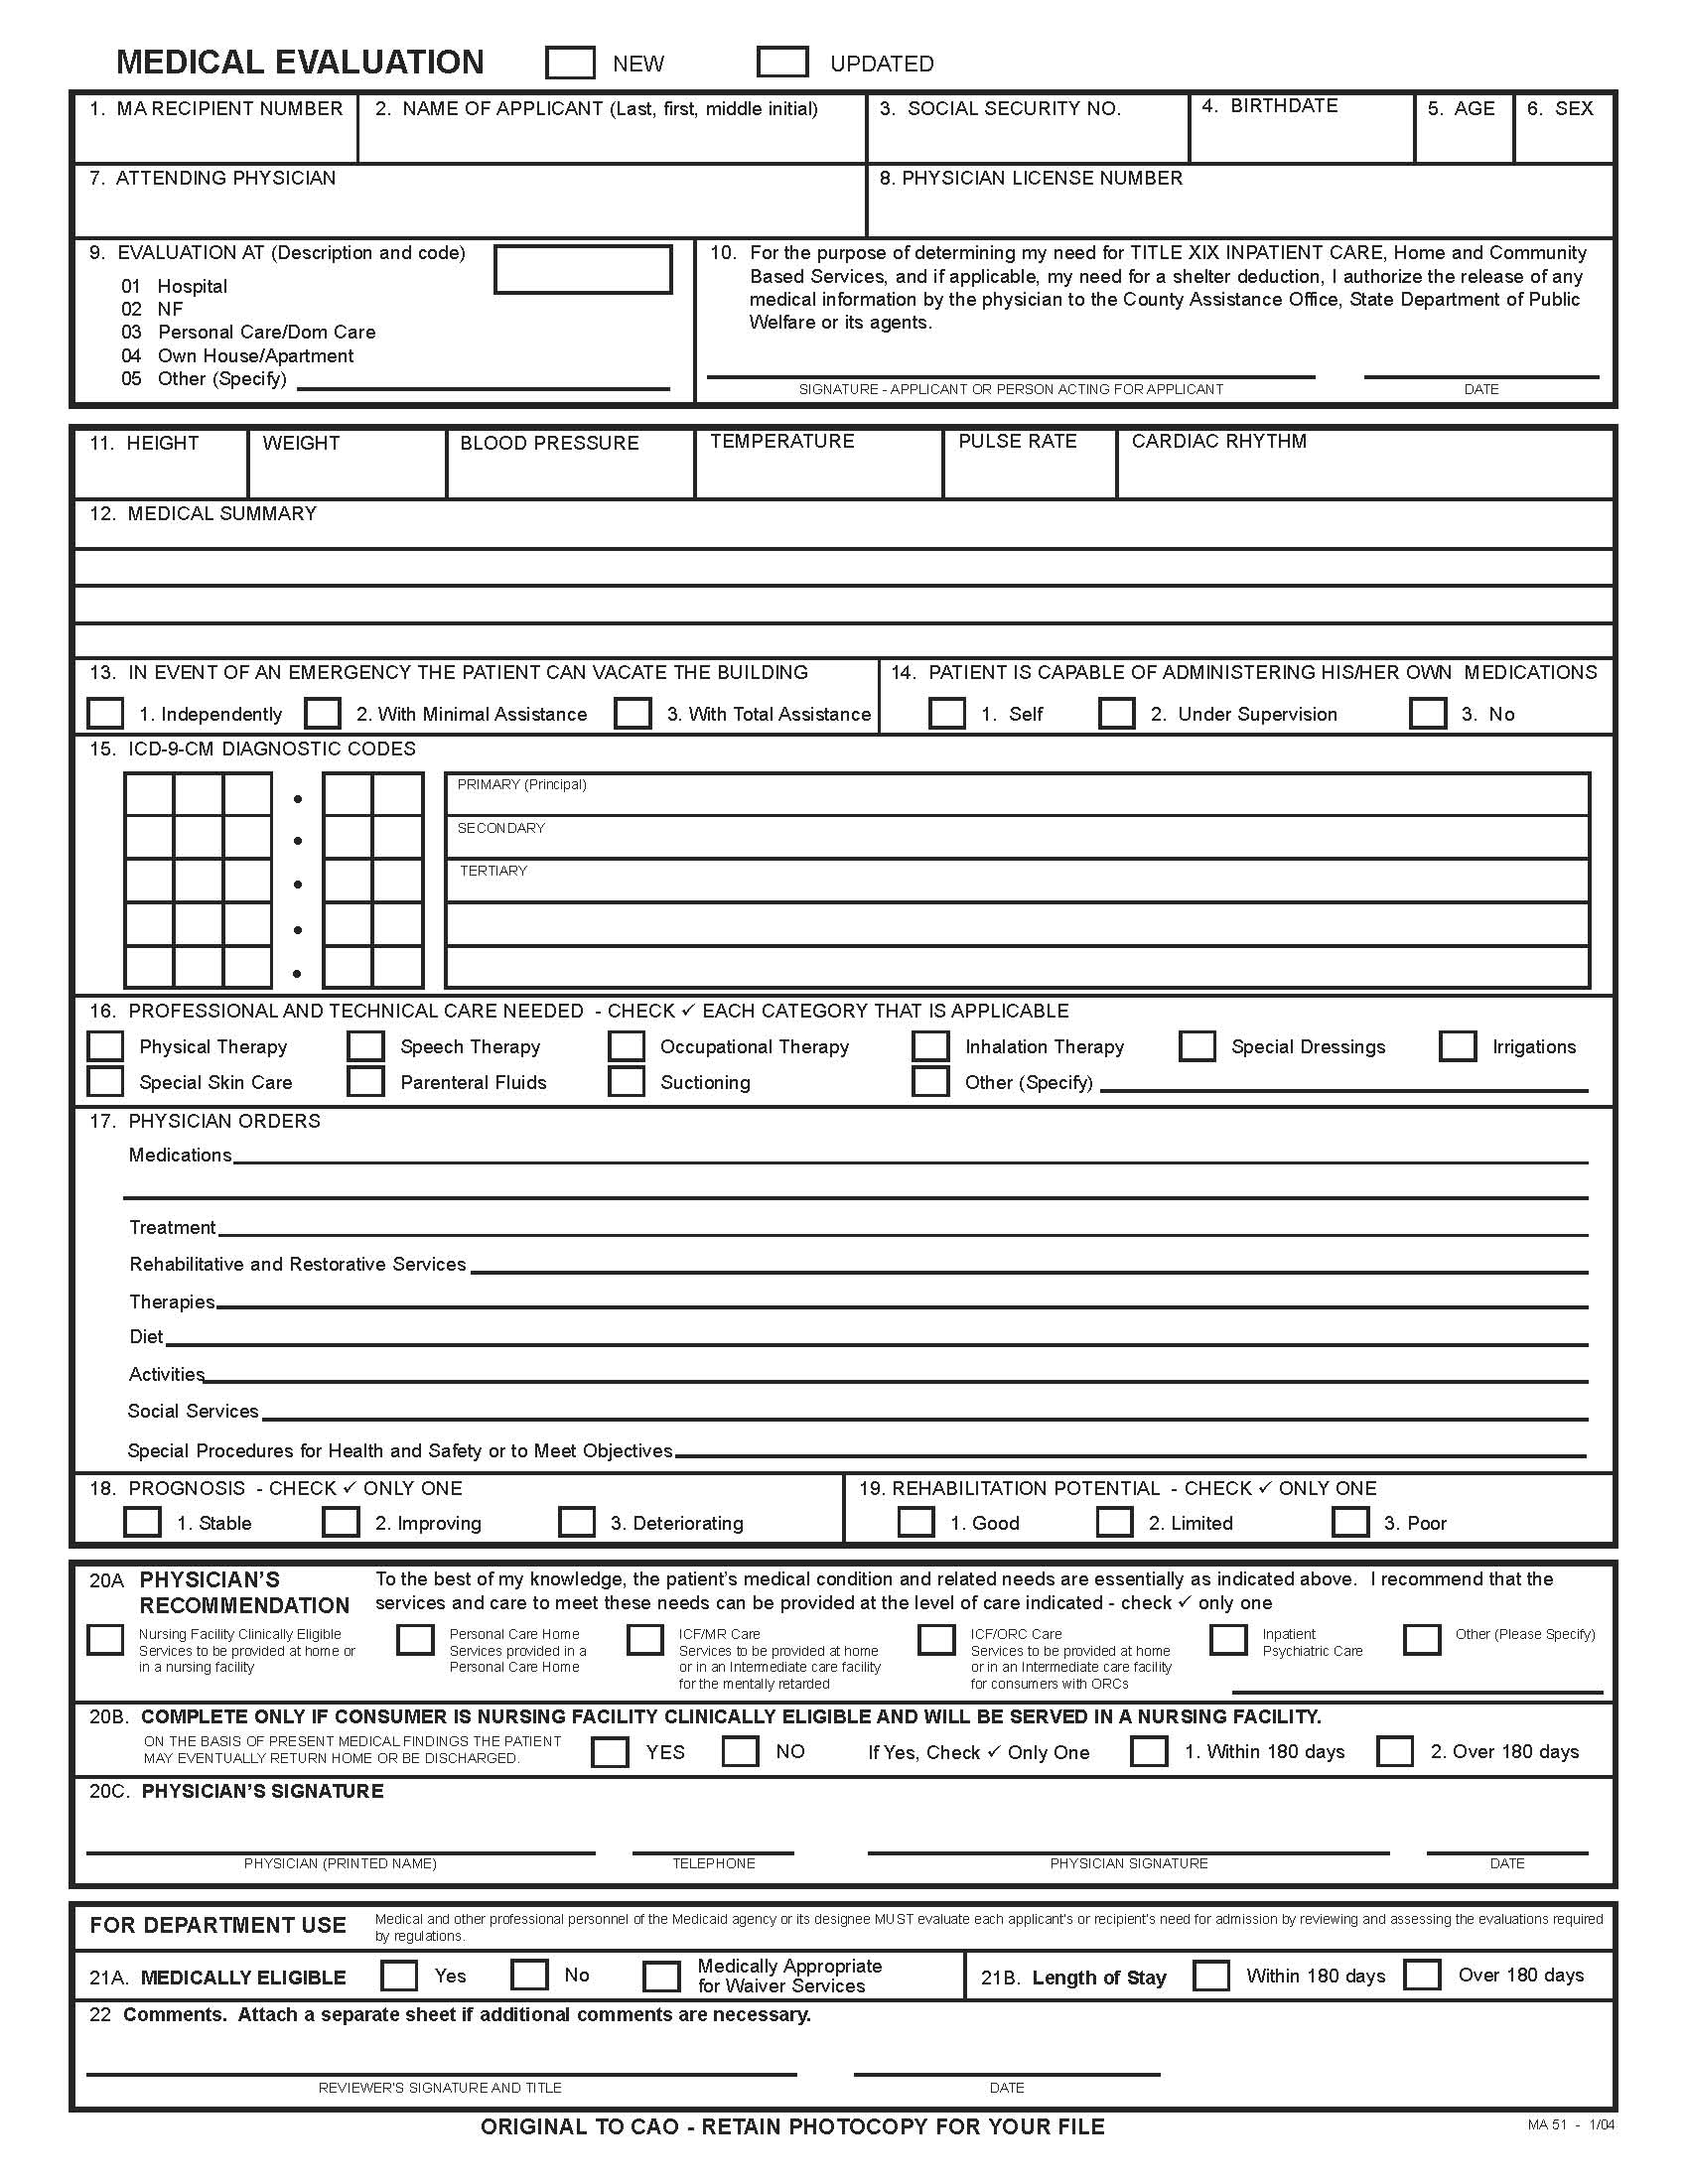 MEDICAL EVALUATION NEW UPDATED
1. MA RECIPIENT NUMBER 2. NAME OF APPLICANT (Last, first, middle initial) 3. SOCIAL SECURITY NO. 4. BIRTHDATE 5. AGE 6. SEX
7. ATTENDING PHYSICIAN 8. PHYSICIAN LICENSE NUMBER
9. EVALUATION AT (Description and code)
01 Hospital
02 NF
03 Personal Care/Dom Care
04 Own House/Apartment
05 Other (Specify)
10. For the purpose of determining my need for TITLE XIX INPATIENT CARE, Home and Community
Based Services, and if applicable, my need for a shelter deduction, I authorize the release of any
medical information by the physician to the County Assistance Office, State Department of Public
Welfare or its agents.
SIGNATURE - APPLICANT OR PERSON ACTING FOR APPLICANT DATE
11. HEIGHT WEIGHT BLOOD PRESSURE TEMPERATURE PULSE RATE CARDIAC RHYTHM
12. MEDICAL SUMMARY
13. IN EVENT OF AN EMERGENCY THE PATIENT CAN VACATE THE BUILDING
1. Independently 2. With Minimal Assistance 3. With Total Assistance
14. PATIENT IS CAPABLE OF ADMINISTERING HIS/HER OWN MEDICATIONS
1. Self 2. Under Supervision 3. No
15. ICD-9-CM DIAGNOSTIC CODES
PRIMARY (Principal)
SECONDARY
TERTIARY
16. PROFESSIONAL AND TECHNICAL CARE NEEDED - CHECK ✓ EACH CATEGORY THAT IS APPLICABLE
Physical Therapy Speech Therapy Occupational Therapy Inhalation Therapy Special Dressings Irrigations
Special Skin Care Parenteral Fluids Suctioning Other (Specify)
17. PHYSICIAN ORDERS
Medications
Treatment
Rehabilitative and Restorative Services
Therapies
Diet
Activities
Social Services
Special Procedures for Health and Safety or to Meet Objectives
18. PROGNOSIS - CHECK ✓ ONLY ONE
1. Stable 2. Improving 3. Deteriorating
19. REHABILITATION POTENTIAL - CHECK ✓ ONLY ONE
1. Good 2. Limited 3. Poor
20A PHYSICIAN'S
RECOMMENDATION
To the best of my knowledge, the patient's medical condition and related needs are essentially as indicated above. I recommend that the
services and care to meet these needs can be provided at the level of care indicated - check ✓ only one
Nursing Facility Clinically Eligible
Services to be provided at home or
in a nursing facility
Personal Care Home
Services provided in a
Personal Care Home
ICF/MR Care
Services to be provided at home
or in an Intermediate care facility
for the mentally retarded
ICF/ORC Care
Services to be provided at home
or in an Intermediate care facility
for consumers with ORCs
Inpatient
Psychiatric Care
Other (Please Specify)
20B. COMPLETE ONLY IF CONSUMER IS NURSING FACILITY CLINICALLY ELIGIBLE AND WILL BE SERVED IN A NURSING FACILITY.
ON THE BASIS OF PRESENT MEDICAL FINDINGS THE PATIENT
MAY EVENTUALLY RETURN HOME OR BE DISCHARGED.
YES NO If Yes, Check ✓ Only One 1. Within 180 days 2. Over 180 days
20C. PHYSICIAN'S SIGNATURE
PHYSICIAN (PRINTED NAME) TELEPHONE PHYSICIAN SIGNATURE DATE
FOR DEPARTMENT USE
Medical and other professional personnel of the Medicaid agency or its designee MUST evaluate each applicant's or recipient's need for admission by reviewing and assessing the evaluations required
by regulations.
21A. MEDICALLY ELIGIBLE Yes No
Medically Appropriate
for Waiver Services
21B. Length of Stay Within 180 days Over 180 days
22 Comments. Attach a separate sheet if additional comments are necessary.
REVIEWER'S SIGNATURE AND TITLE DATE
ORIGINAL TO CAO - RETAIN PHOTOCOPY FOR YOUR FILE
MA 51 - 1/04